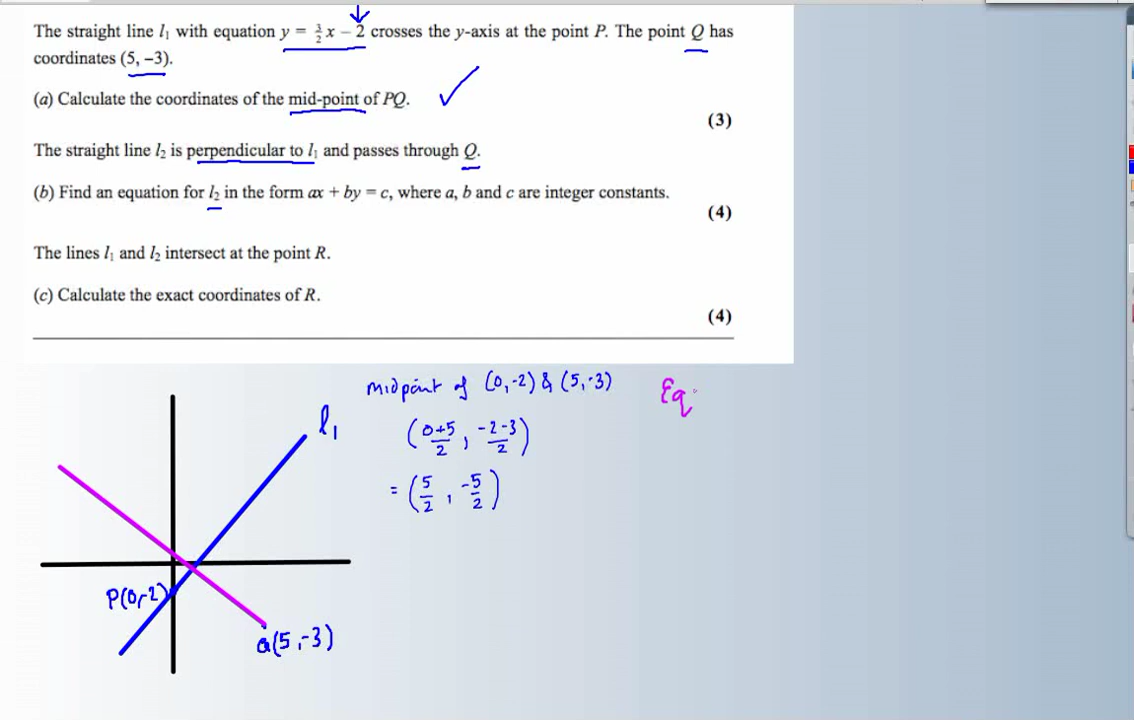 The straight line l₁ with equation y = 3/2 x − 2 crosses the y-axis at the point P. The point Q has
coordinates (5, −3).
(a) Calculate the coordinates of the mid-point of PQ.
(3)
The straight line l₂ is perpendicular to l₁ and passes through Q.
(b) Find an equation for l₂ in the form ax + by = c, where a, b and c are integer constants.
(4)
The lines l₁ and l₂ intersect at the point R.
(c) Calculate the exact coordinates of R.
(4)
midpoint of (0,-2) & (5,-3)
(0+5/2 , -2-3/2)
= (5/2 , -5/2)
Eq
l₁
P(0,-2)
Q(5,-3)